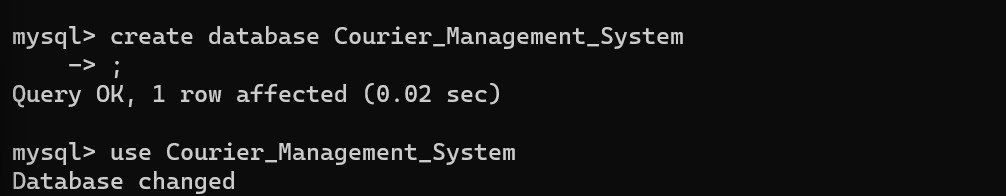 mysql> create database Courier_Management_System
    -> ;
Query OK, 1 row affected (0.02 sec)

mysql> use Courier_Management_System
Database changed